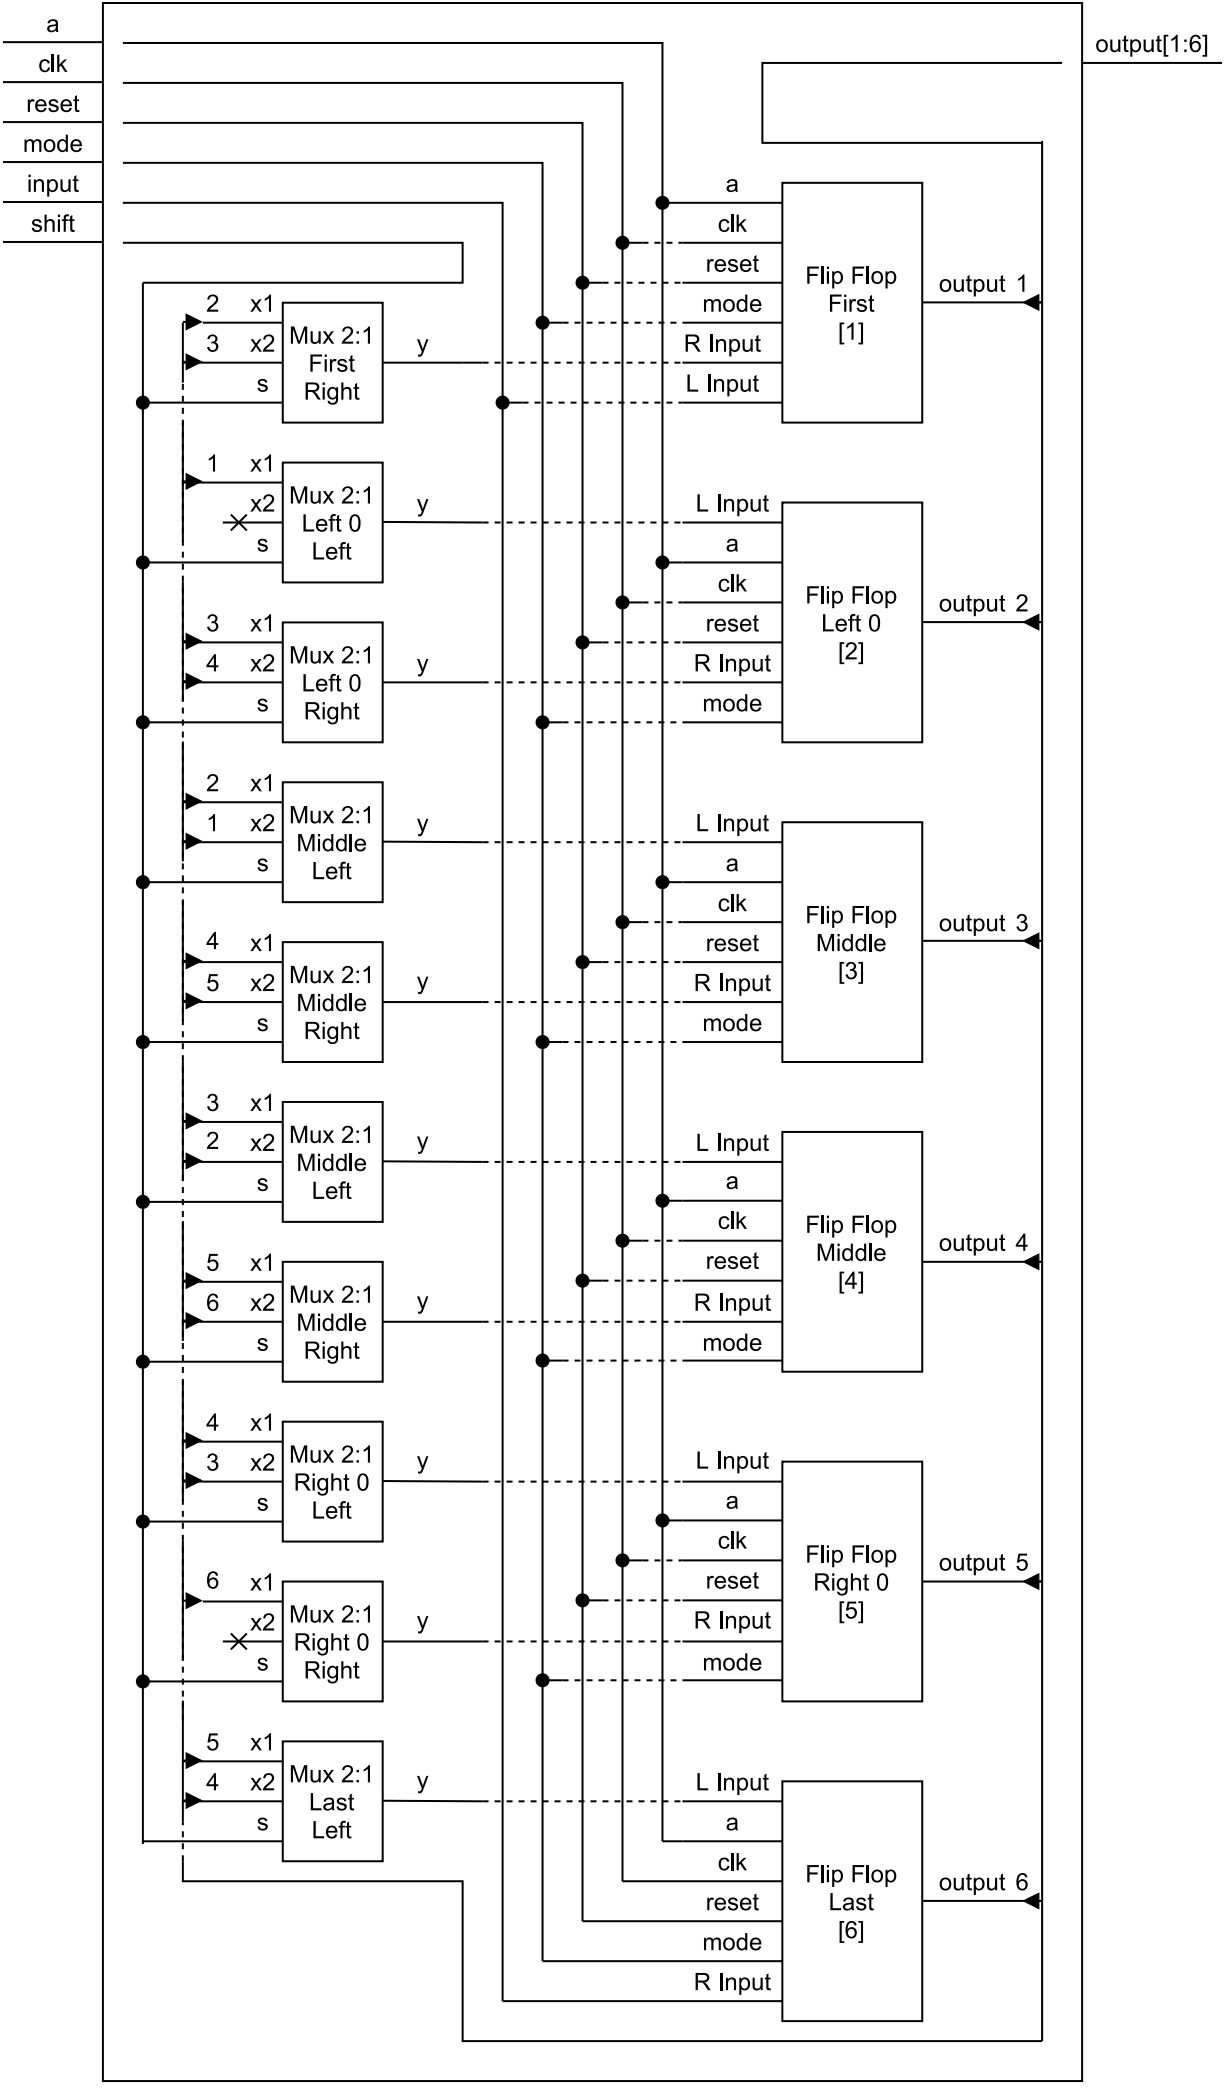 a
clk
reset
mode
input
shift
output[1:6]
2 x1
3 x2
s
Mux 2:1
First
Right
y
a
clk
reset
mode
R Input
L Input
Flip Flop
First
[1]
output 1
1 x1
x2
s
Mux 2:1
Left 0
Left
y
3 x1
4 x2
s
Mux 2:1
Left 0
Right
y
L Input
a
clk
reset
R Input
mode
Flip Flop
Left 0
[2]
output 2
2 x1
1 x2
s
Mux 2:1
Middle
Left
y
4 x1
5 x2
s
Mux 2:1
Middle
Right
y
L Input
a
clk
reset
R Input
mode
Flip Flop
Middle
[3]
output 3
3 x1
2 x2
s
Mux 2:1
Middle
Left
y
5 x1
6 x2
s
Mux 2:1
Middle
Right
y
L Input
a
clk
reset
R Input
mode
Flip Flop
Middle
[4]
output 4
4 x1
3 x2
s
Mux 2:1
Right 0
Left
y
6 x1
x2
s
Mux 2:1
Right 0
Right
y
L Input
a
clk
reset
R Input
mode
Flip Flop
Right 0
[5]
output 5
5 x1
4 x2
s
Mux 2:1
Last
Left
y
L Input
a
clk
reset
mode
R Input
Flip Flop
Last
[6]
output 6